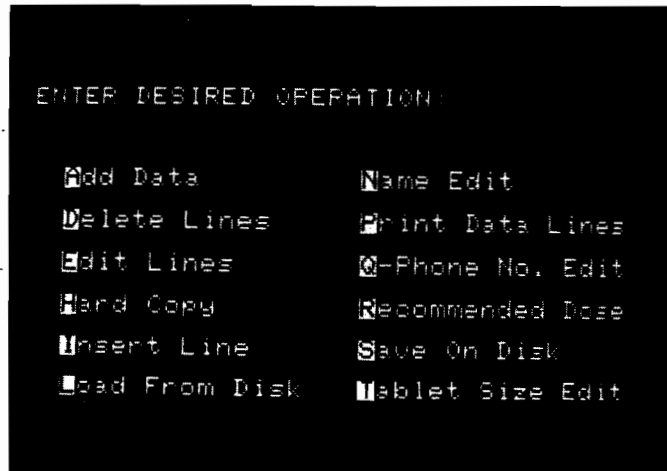 ENTER DESIRED OPERATION:
Add Data
Name Edit
Delete Lines
Print Data Lines
Edit Lines
Q-Phone No. Edit
Hard Copy
Recommended Dose
Insert Line
Save On Disk
Load From Disk
Tablet Size Edit